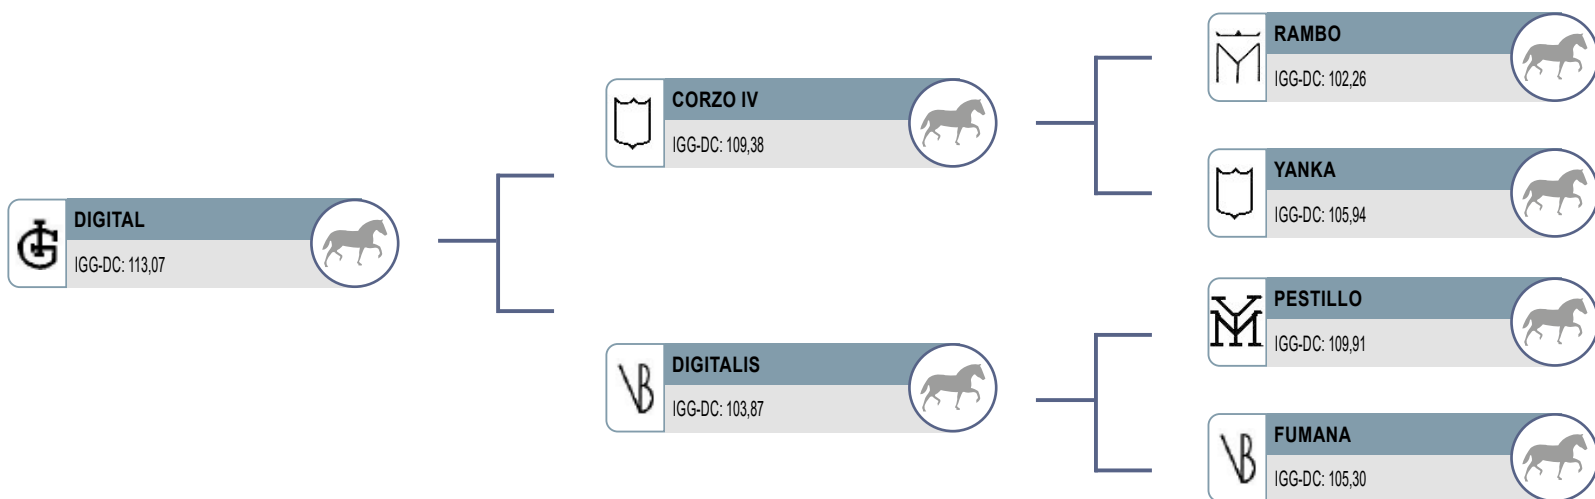 DIGITAL
IGG-DC: 113,07
CORZO IV
IGG-DC: 109,38
DIGITALIS
IGG-DC: 103,87
RAMBO
IGG-DC: 102,26
YANKA
IGG-DC: 105,94
PESTILLO
IGG-DC: 109,91
FUMANA
IGG-DC: 105,30